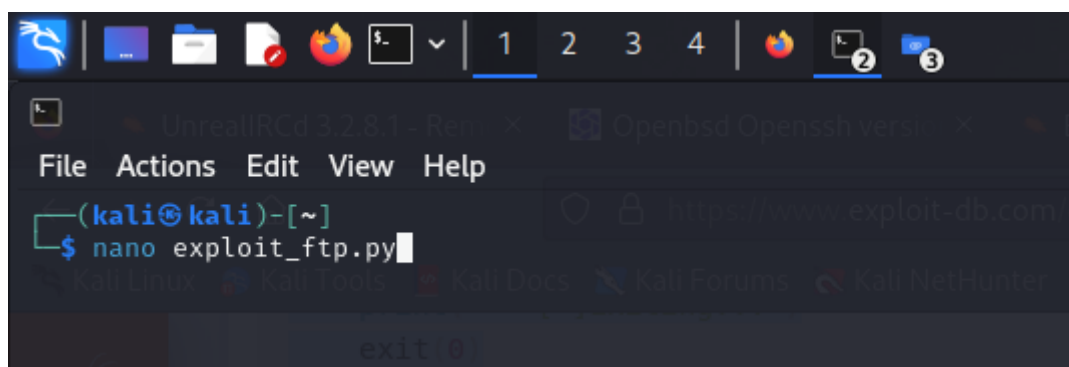 1 2 3 4 2 3
UnrealIRCd 3.2.8.1 - Rem × Openbsd Openssh versio ×
File Actions Edit View Help
https://www.exploit-db.com/
(kali㉿kali)-[~]
$ nano exploit_ftp.py
Kali Linux Kali Tools Kali Docs Kali Forums Kali NetHunter
exit(0)